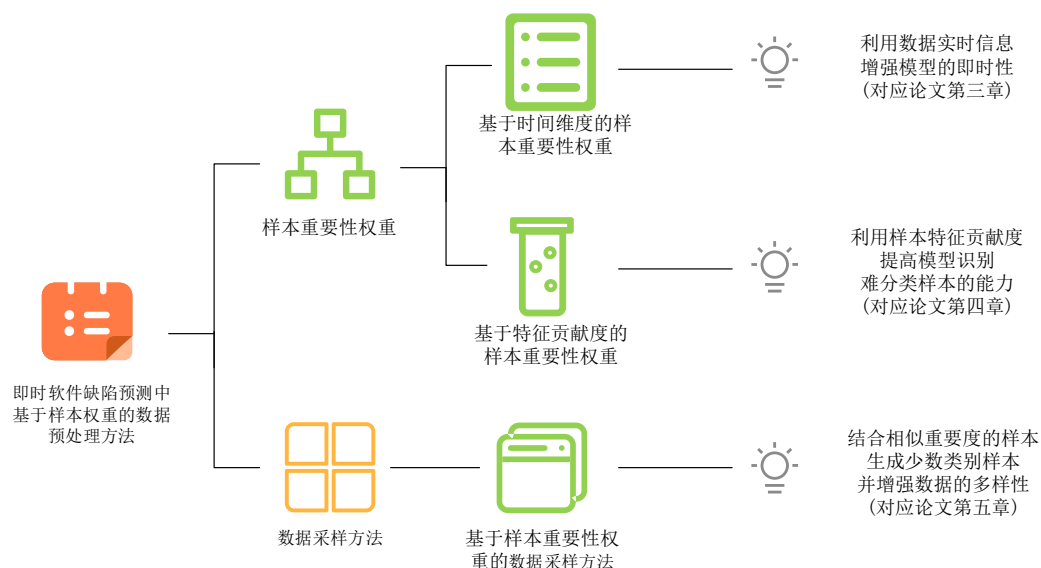 利用数据实时信息
增强模型的即时性
(对应论文第三章)
基于时间维度的样
本重要性权重
样本重要性权重
利用样本特征贡献度
提高模型识别
难分类样本的能力
(对应论文第四章)
基于特征贡献度的
样本重要性权重
即时软件缺陷预测中
基于样本权重的数据
预处理方法
结合相似重要度的样本
生成少数类别样本
并增强数据的多样性
(对应论文第五章)
数据采样方法
基于样本重要性权
重的数据采样方法